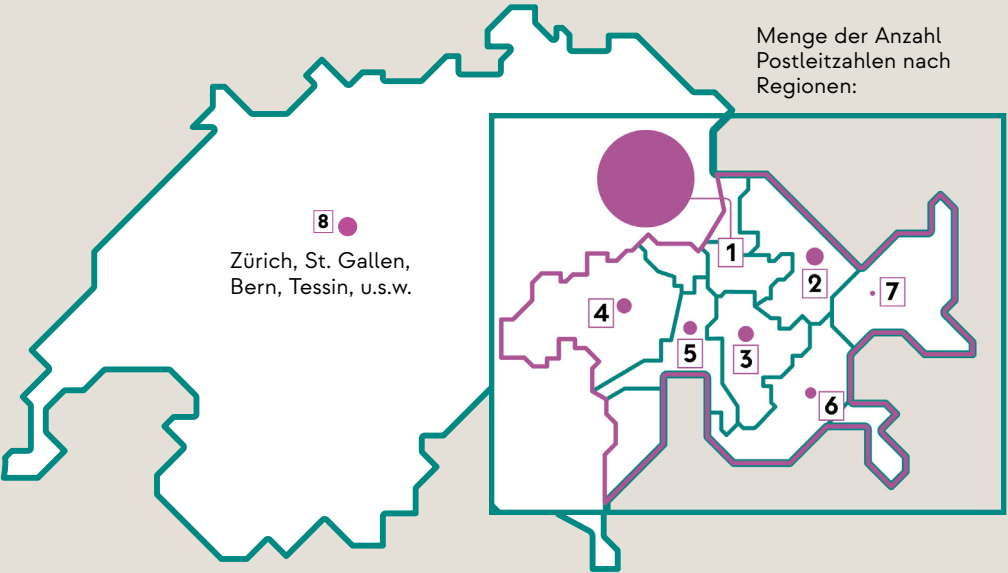 Menge der Anzahl
Postleitzahlen nach
Regionen:
8
Zürich, St. Gallen,
Bern, Tessin, u.s.w.
1
2
7
4
5
3
6